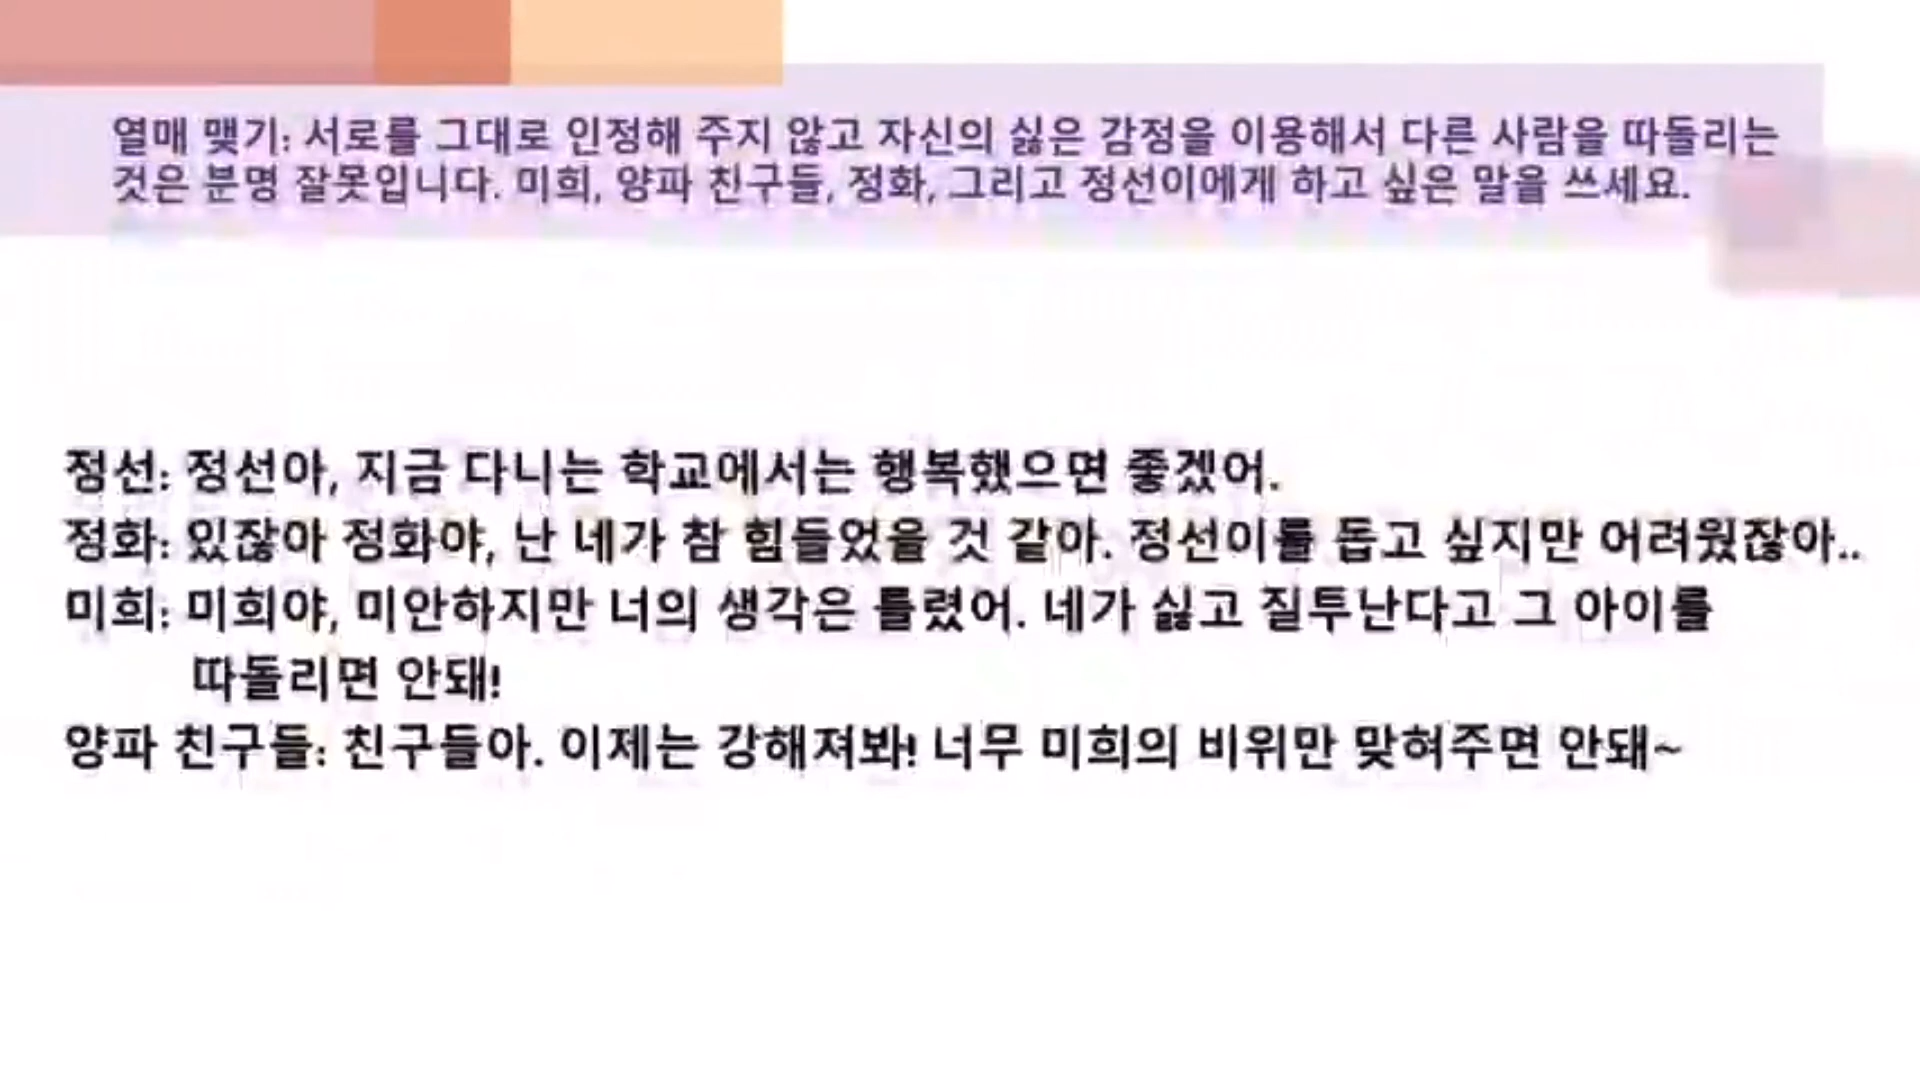 열매 맺기: 서로를 그대로 인정해 주지 않고 자신의 싫은 감정을 이용해서 다른 사람을 따돌리는
것은 분명 잘못입니다. 미희, 양파 친구들, 정화, 그리고 정선이에게 하고 싶은 말을 쓰세요.
정선: 정선아, 지금 다니는 학교에서는 행복했으면 좋겠어.
정화: 있잖아 정화야, 난 네가 참 힘들었을 것 같아. 정선이를 돕고 싶지만 어려웠잖아..
미희: 미희야, 미안하지만 너의 생각은 틀렸어. 네가 싫고 질투난다고 그 아이를
따돌리면 안돼!
양파 친구들: 친구들아. 이제는 강해져봐! 너무 미희의 비위만 맞혀주면 안돼~